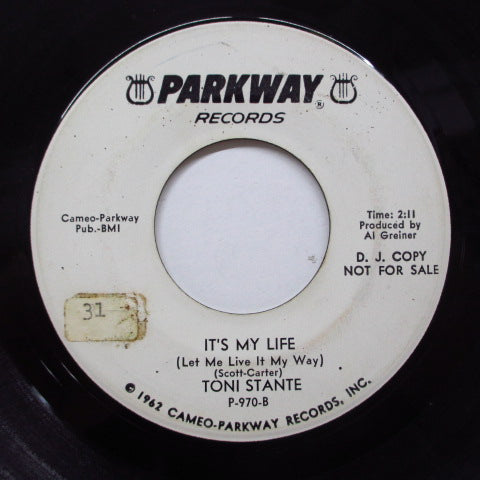 PARKWAY®
RECORDS
Cameo-Parkway
Pub.-BMI
Time: 2:11
Produced by
Al Greiner
D. J. COPY
NOT FOR SALE
31
IT'S MY LIFE
(Let Me Live It My Way)
(Scott-Carter)
TONI STANTE
P-970-B
© 1962 CAMEO-PARKWAY RECORDS, INC.